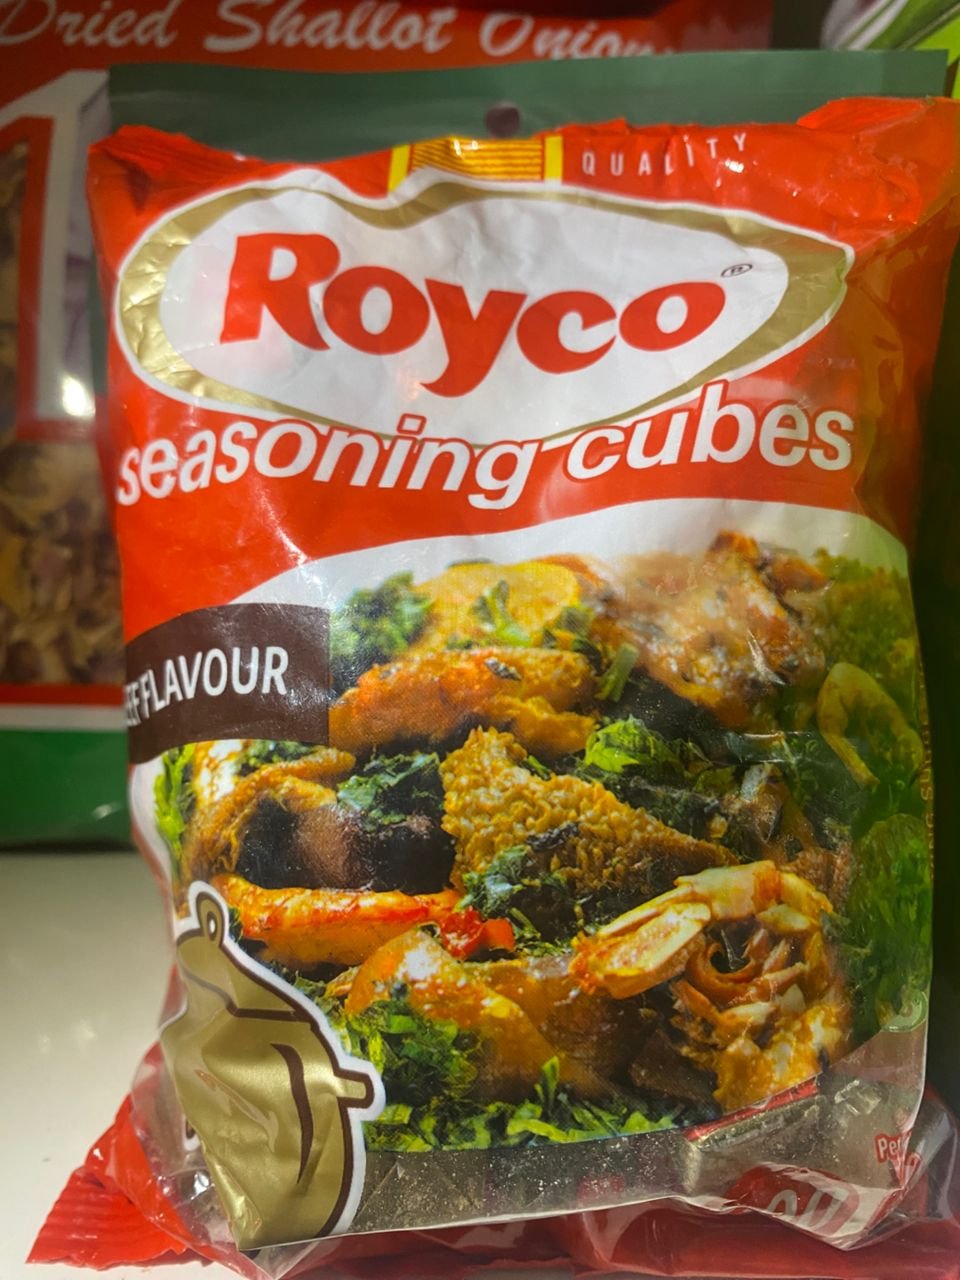 Dried Shallot Onion
QUALITY
Royco®
seasoning cubes
FLAVOUR